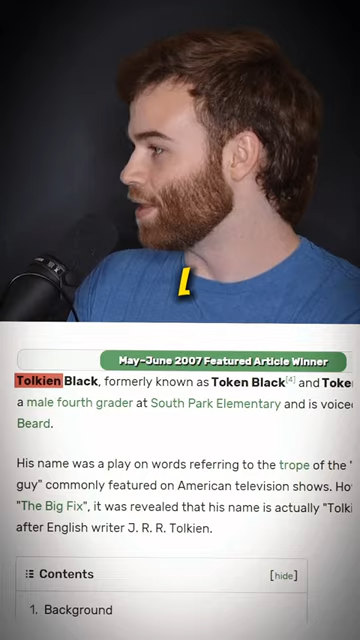 L
May-June 2007 Featured Article Winner
Tolkien Black, formerly known as Token Black[4] and Toke
a male fourth grader at South Park Elementary and is voice
Beard.
His name was a play on words referring to the trope of the "
guy" commonly featured on American television shows. Ho
"The Big Fix", it was revealed that his name is actually "Tolki
after English writer J. R. R. Tolkien.
Contents [hide]
1. Background